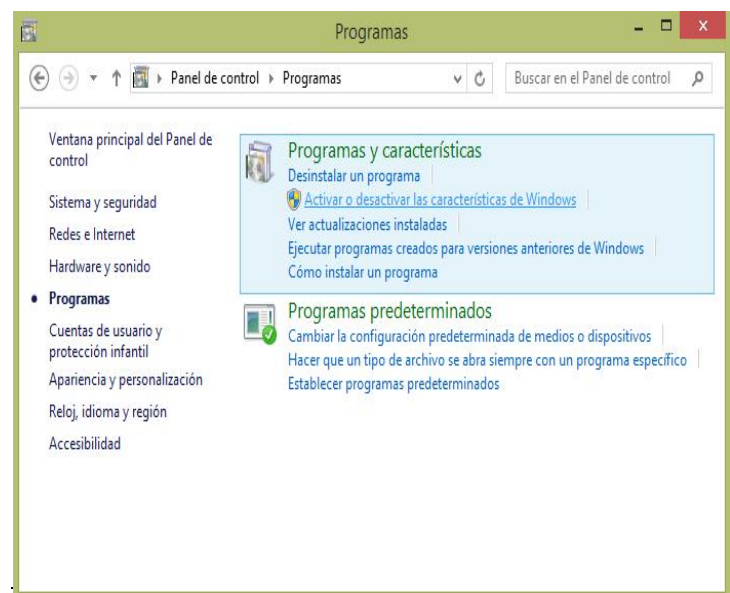 Programas
Panel de control Programas
Buscar en el Panel de control
Ventana principal del Panel de
control
Sistema y seguridad
Redes e Internet
Hardware y sonido
Programas
Cuentas de usuario y
protección infantil
Apariencia y personalización
Reloj, idioma y región
Accesibilidad
Programas y características
Desinstalar un programa
Activar o desactivar las características de Windows
Ver actualizaciones instaladas
Ejecutar programas creados para versiones anteriores de Windows
Cómo instalar un programa
Programas predeterminados
Cambiar la configuración predeterminada de medios o dispositivos
Hacer que un tipo de archivo se abra siempre con un programa específico
Establecer programas predeterminados